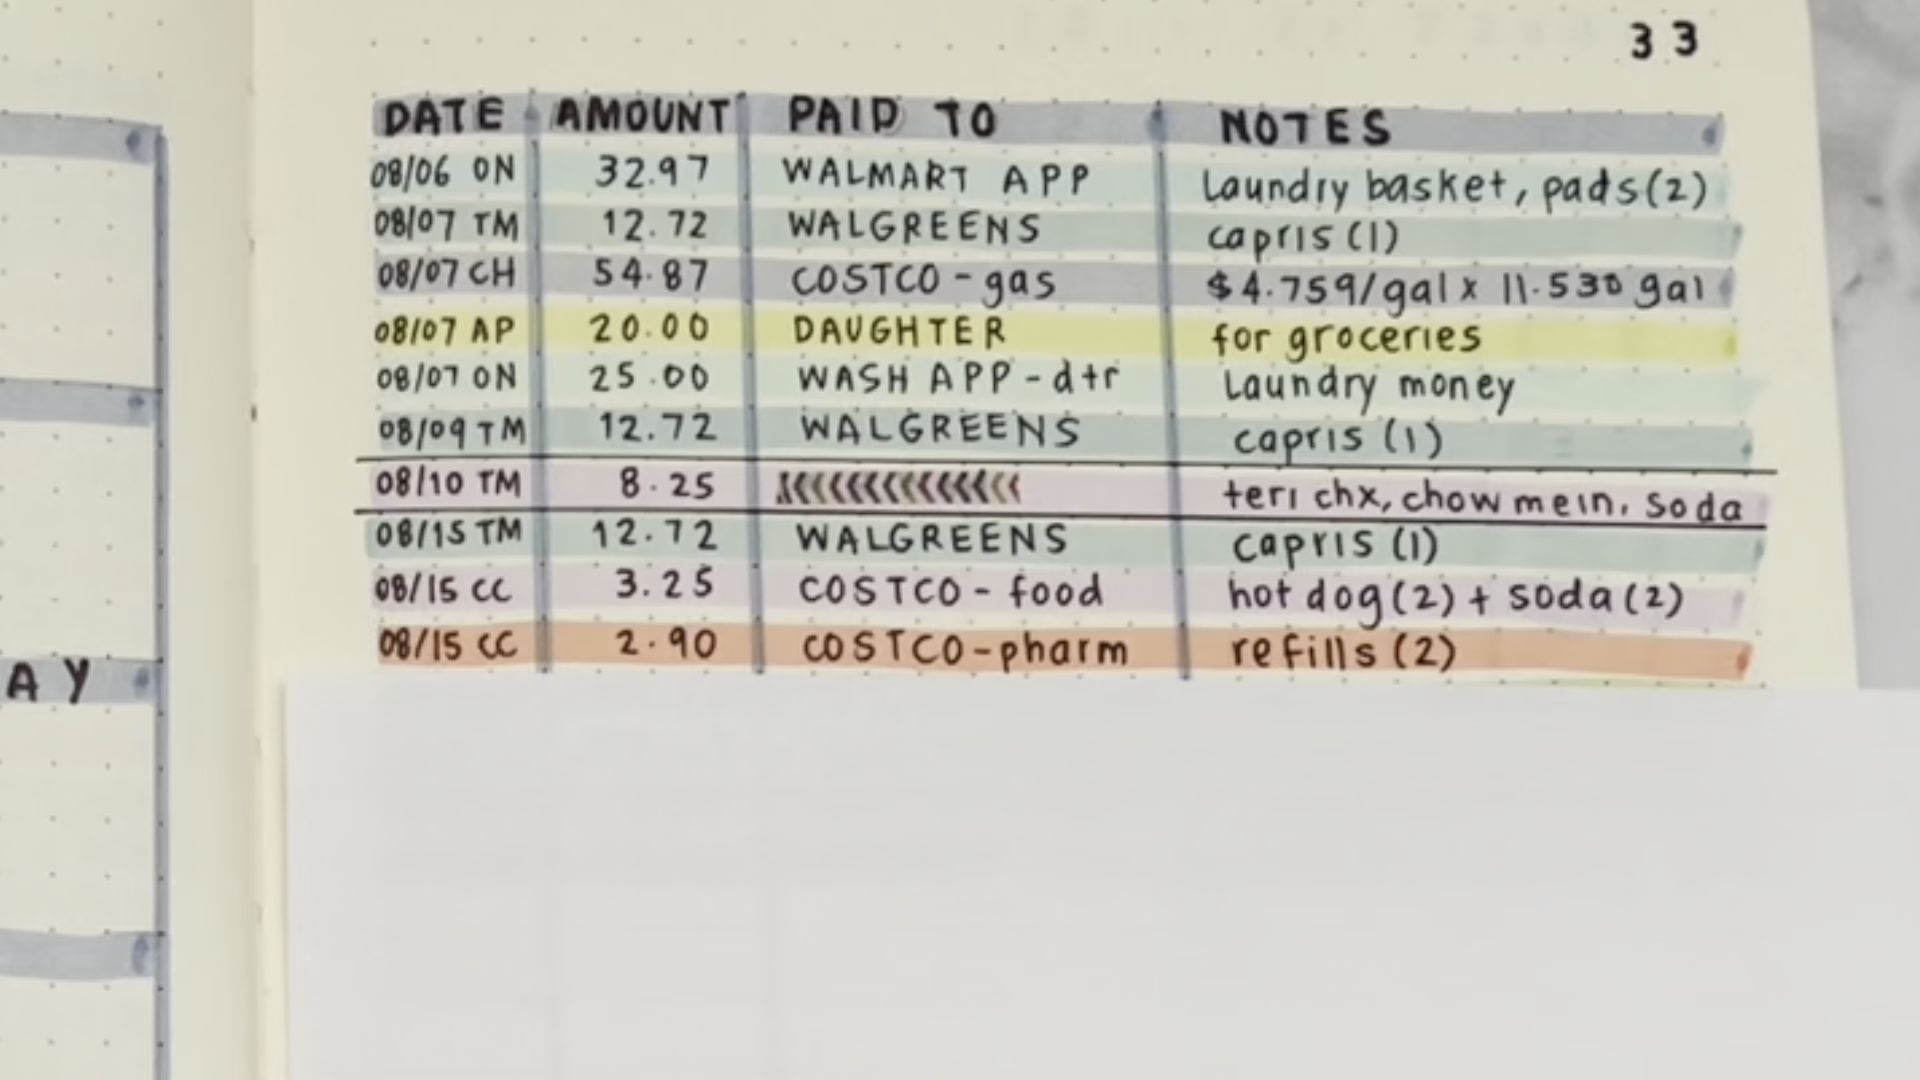 33
DATE AMOUNT PAID TO NOTES
08/06 ON 32.97 WALMART APP Laundry basket, pads(2)
08/07 TM 12.72 WALGREENS capris (1)
08/07 CH 54.87 COSTCO - gas $4.759/gal x 11.530 gal
08/07 AP 20.00 DAUGHTER for groceries
08/07 ON 25.00 WASH APP - dtr Laundry money
08/09 TM 12.72 WALGREENS capris (1)
08/10 TM 8.25 teri chx, chow mein, soda
08/15 TM 12.72 WALGREENS capris (1)
08/15 CC 3.25 COSTCO - food hot dog(2) + soda (2)
08/15 CC 2.90 COSTCO-pharm refills (2)
AY